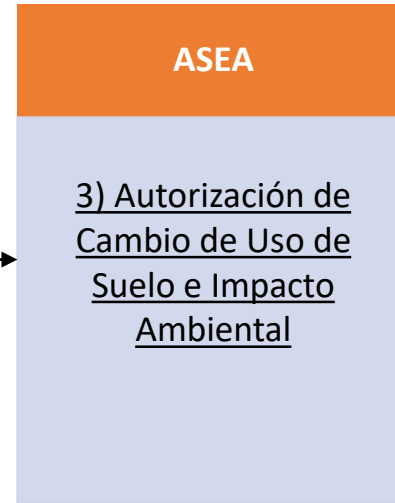 ASEA
3) Autorización de
Cambio de Uso de
Suelo e Impacto
Ambiental